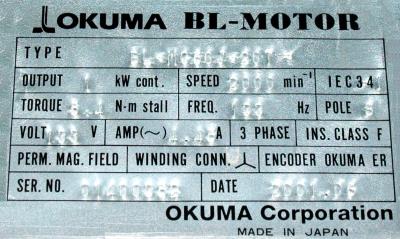 OKUMA BL-MOTOR
TYPE
OUTPUT 1 kW cont. SPEED min⁻¹ IEC34
TORQUE N-m stall FREQ. Hz POLE
VOLT V AMP(~) A 3 PHASE INS. CLASS F
PERM. MAG. FIELD WINDING CONN. ENCODER OKUMA ER
SER. NO. DATE
OKUMA Corporation
MADE IN JAPAN